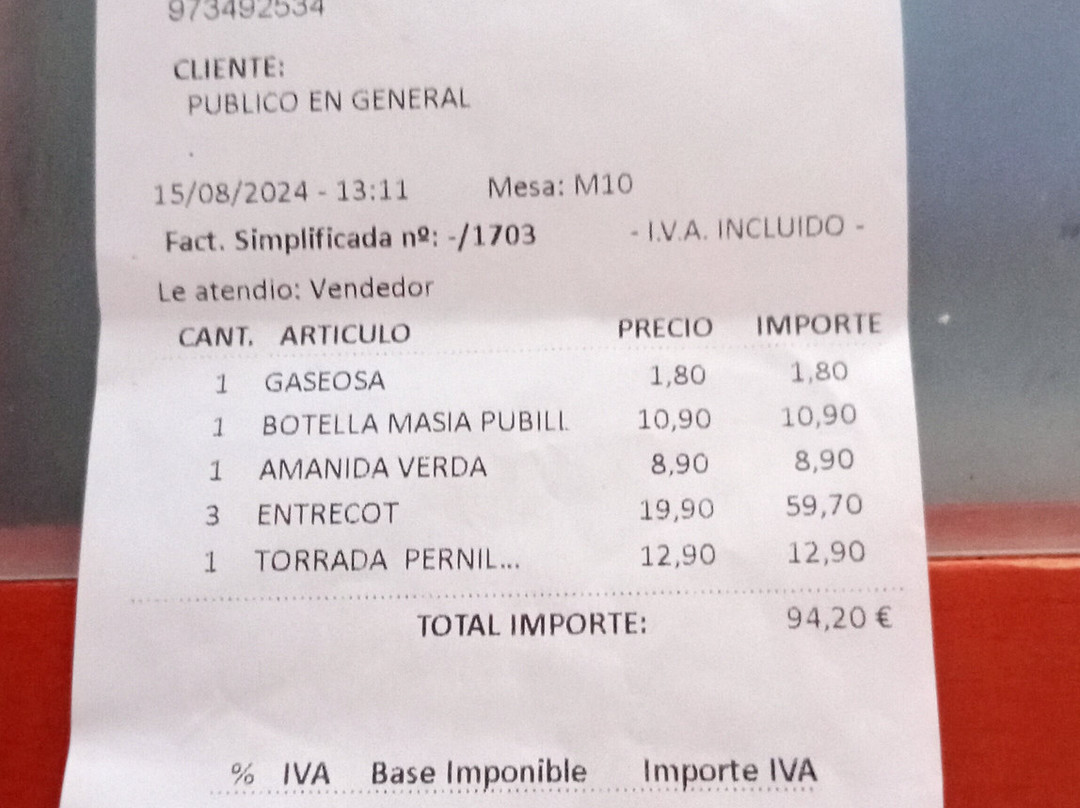 973492534
CLIENTE:
PUBLICO EN GENERAL
.
15/08/2024 - 13:11 Mesa: M10
Fact. Simplificada nº: -/1703 - I.V.A. INCLUIDO -
Le atendio: Vendedor
CANT. ARTICULO PRECIO IMPORTE
1 GASEOSA 1,80 1,80
1 BOTELLA MASIA PUBILL 10,90 10,90
1 AMANIDA VERDA 8,90 8,90
3 ENTRECOT 19,90 59,70
1 TORRADA PERNIL... 12,90 12,90
TOTAL IMPORTE: 94,20 €
% IVA Base Imponible Importe IVA